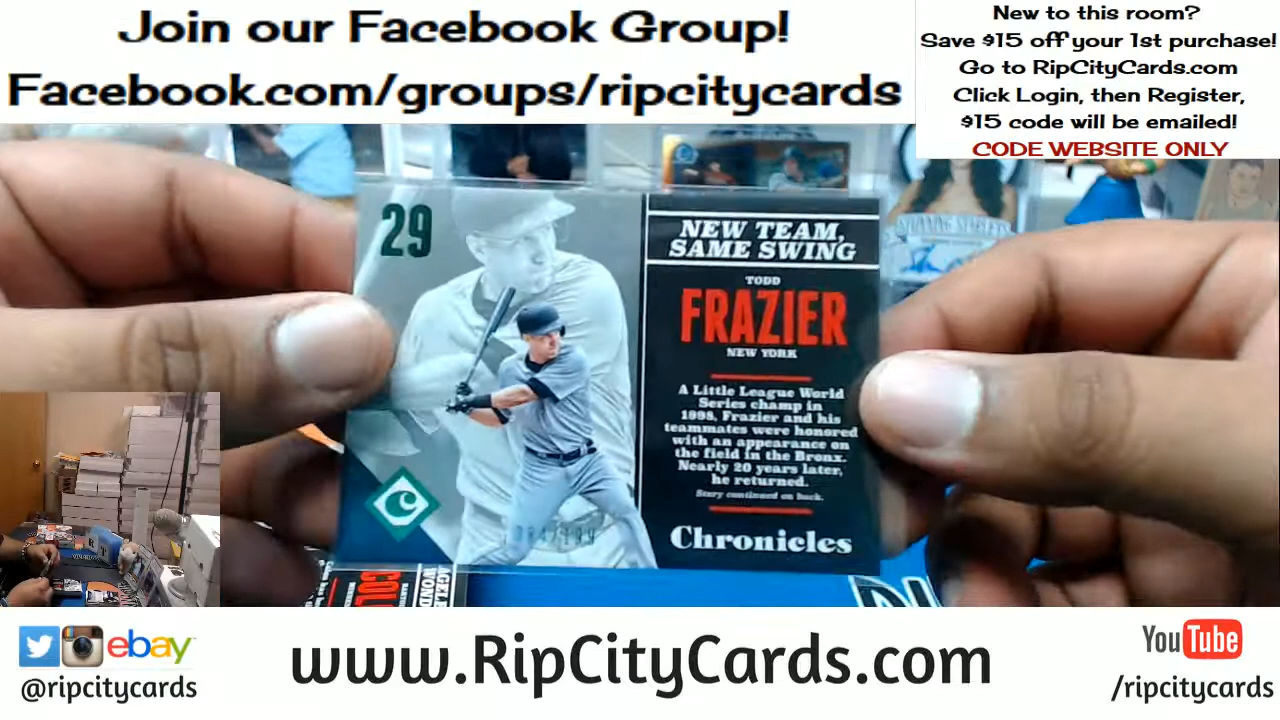 Join our Facebook Group!
Facebook.com/groups/ripcitycards
New to this room?
Save $15 off your 1st purchase!
Go to RipCityCards.com
Click Login, then Register,
$15 code will be emailed!
CODE WEBSITE ONLY
29
NEW TEAM,
SAME SWING
TODD
FRAZIER
NEW YORK
A Little League World
Series champ in
1998, Frazier and his
teammates were honored
with an appearance on
the field in the Bronx.
Nearly 20 years later,
he returned.
Story continued on back.
Chronicles
C
ebay
@ripcitycards
www.RipCityCards.com
YouTube
/ripcitycards